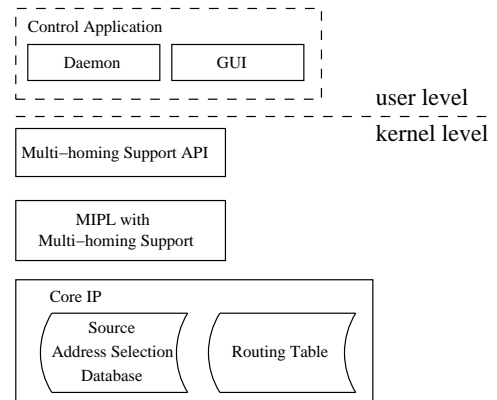 Control Application
Daemon
GUI
user level
kernel level
Multi−homing Support API
MIPL with
Multi−homing Support
Core IP
Source
Address Selection
Database
Routing Table